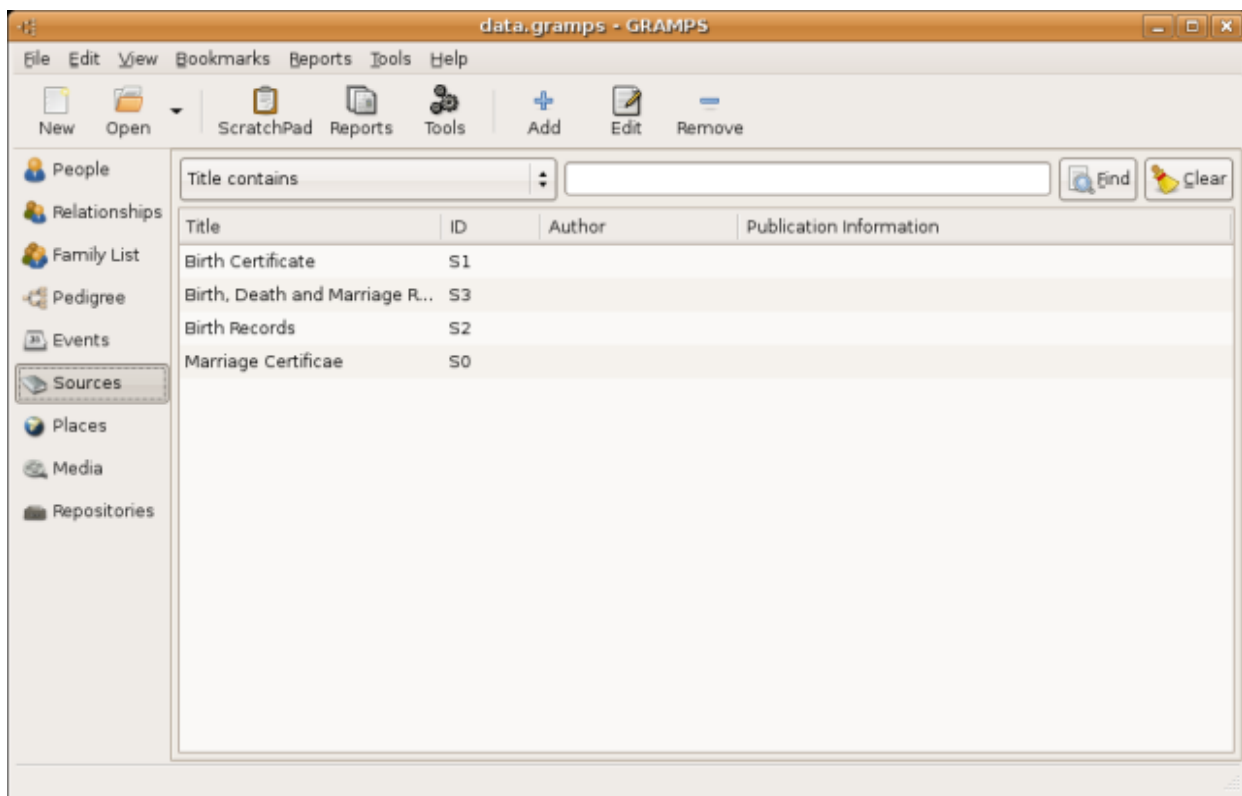 data.gramps - GRAMPS
File Edit View Bookmarks Reports Tools Help
New Open ScratchPad Reports Tools Add Edit Remove
People
Relationships
Family List
Pedigree
Events
Sources
Places
Media
Repositories
Title contains Find Clear
Title ID Author Publication Information
Birth Certificate S1
Birth, Death and Marriage R... S3
Birth Records S2
Marriage Certificae S0